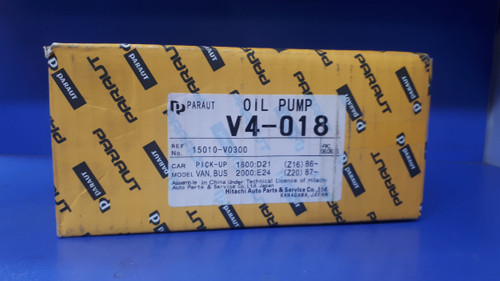 PARAUT
PARAUT OIL PUMP
V4-018
REF No. 15010-V0300
CAR MODEL PICK-UP 1800:D21 (Z16) 86-
VAN,BUS 2000:E24 (Z20) 87-
Assemble in China Under Technical Licence of Hitachi
Auto Parts & Service Co.,Ltd. Japan
Hitachi Auto Parts & Service Co.,Ltd.
KANAGAWA, JAPAN